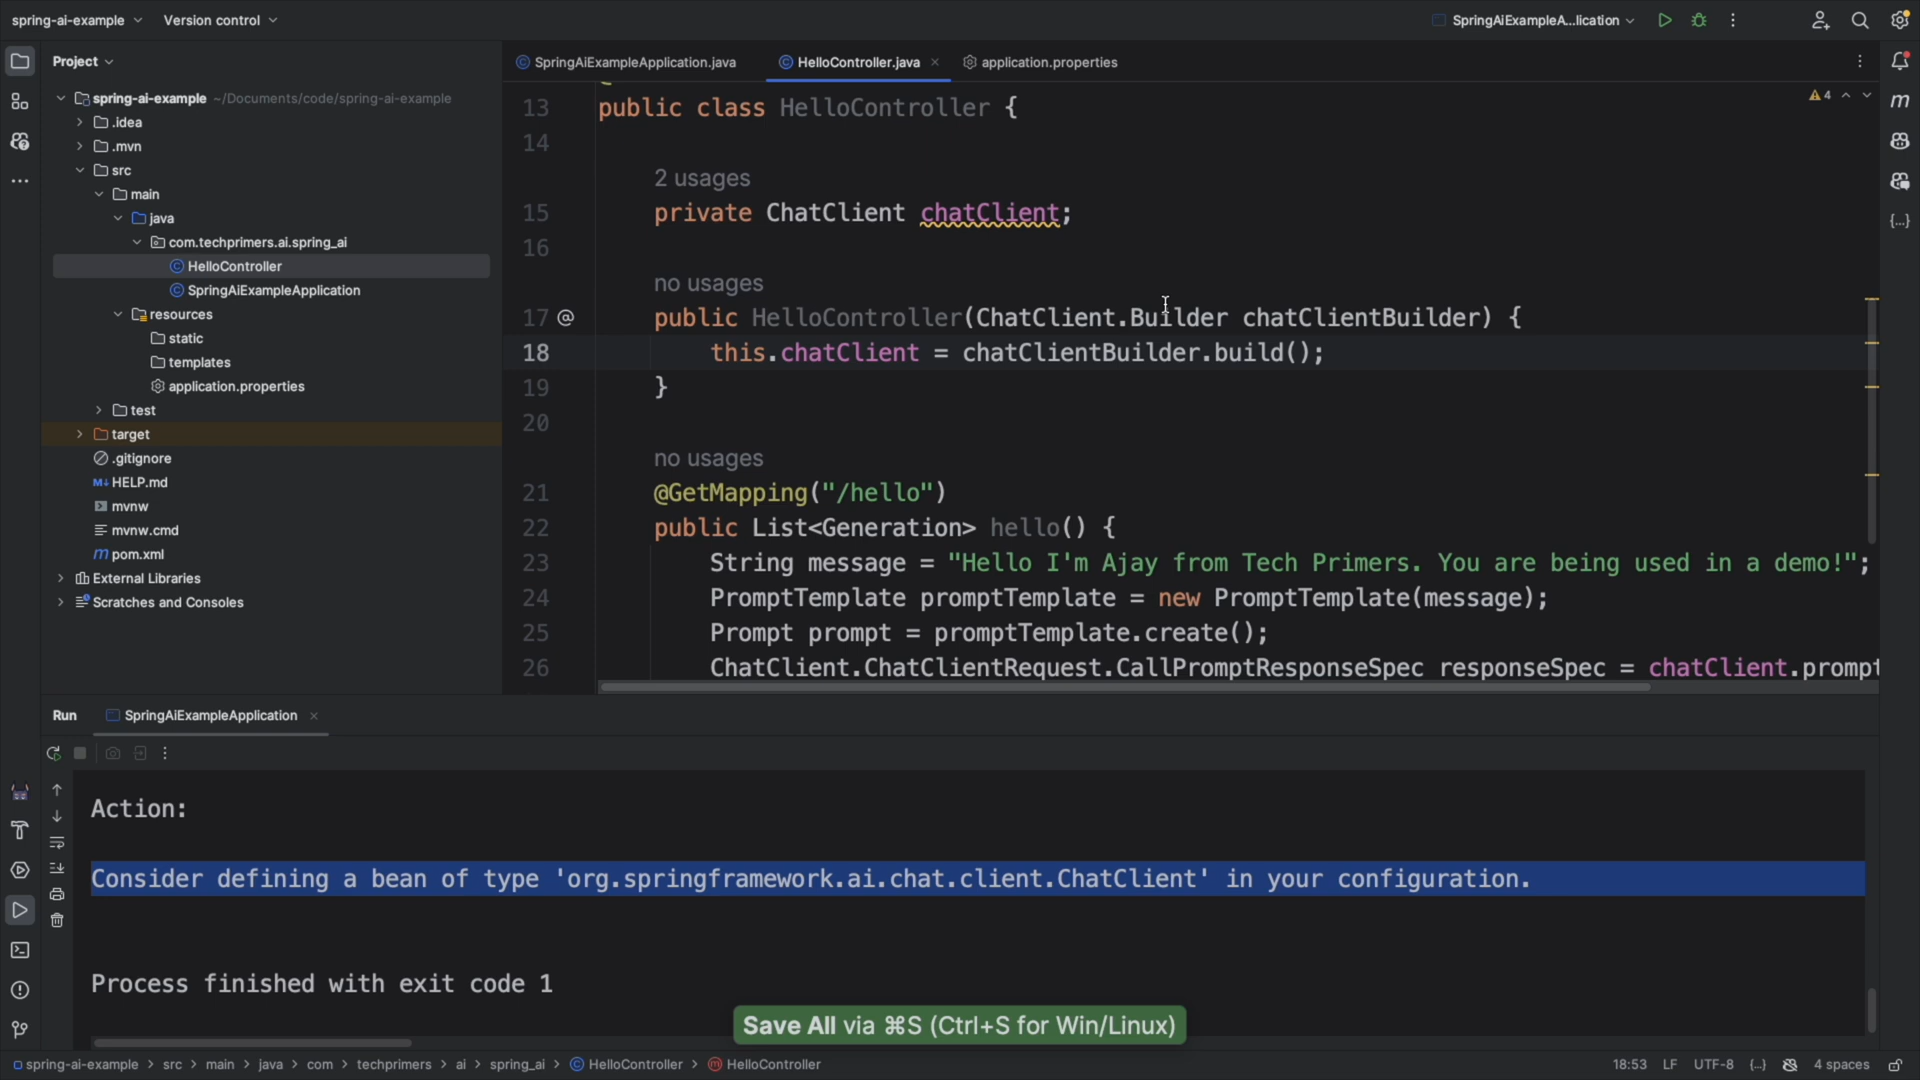 spring-ai-example
Version control
SpringAiExampleA...lication
Project
SpringAiExampleApplication.java
HelloController.java
application.properties
spring-ai-example ~/Documents/code/spring-ai-example
.idea
.mvn
src
main
java
com.techprimers.ai.spring_ai
HelloController
SpringAiExampleApplication
resources
static
templates
application.properties
test
target
.gitignore
M↓ HELP.md
mvnw
mvnw.cmd
m pom.xml
External Libraries
Scratches and Consoles
4
m
13 public class HelloController {
14
2 usages
15 private ChatClient chatClient;
16
no usages
17 @ public HelloController(ChatClient.Builder chatClientBuilder) {
18 this.chatClient = chatClientBuilder.build();
19 }
20
no usages
21 @GetMapping("/hello")
22 public List<Generation> hello() {
23 String message = "Hello I'm Ajay from Tech Primers. You are being used in a demo!";
24 PromptTemplate promptTemplate = new PromptTemplate(message);
25 Prompt prompt = promptTemplate.create();
26 ChatClient.ChatClientRequest.CallPromptResponseSpec responseSpec = chatClient.prompt
Run
SpringAiExampleApplication
Action:
Consider defining a bean of type 'org.springframework.ai.chat.client.ChatClient' in your configuration.
Process finished with exit code 1
Save All via ⌘S (Ctrl+S for Win/Linux)
spring-ai-example > src > main > java > com > techprimers > ai > spring_ai > HelloController > HelloController
18:53 LF UTF-8 {..} 4 spaces